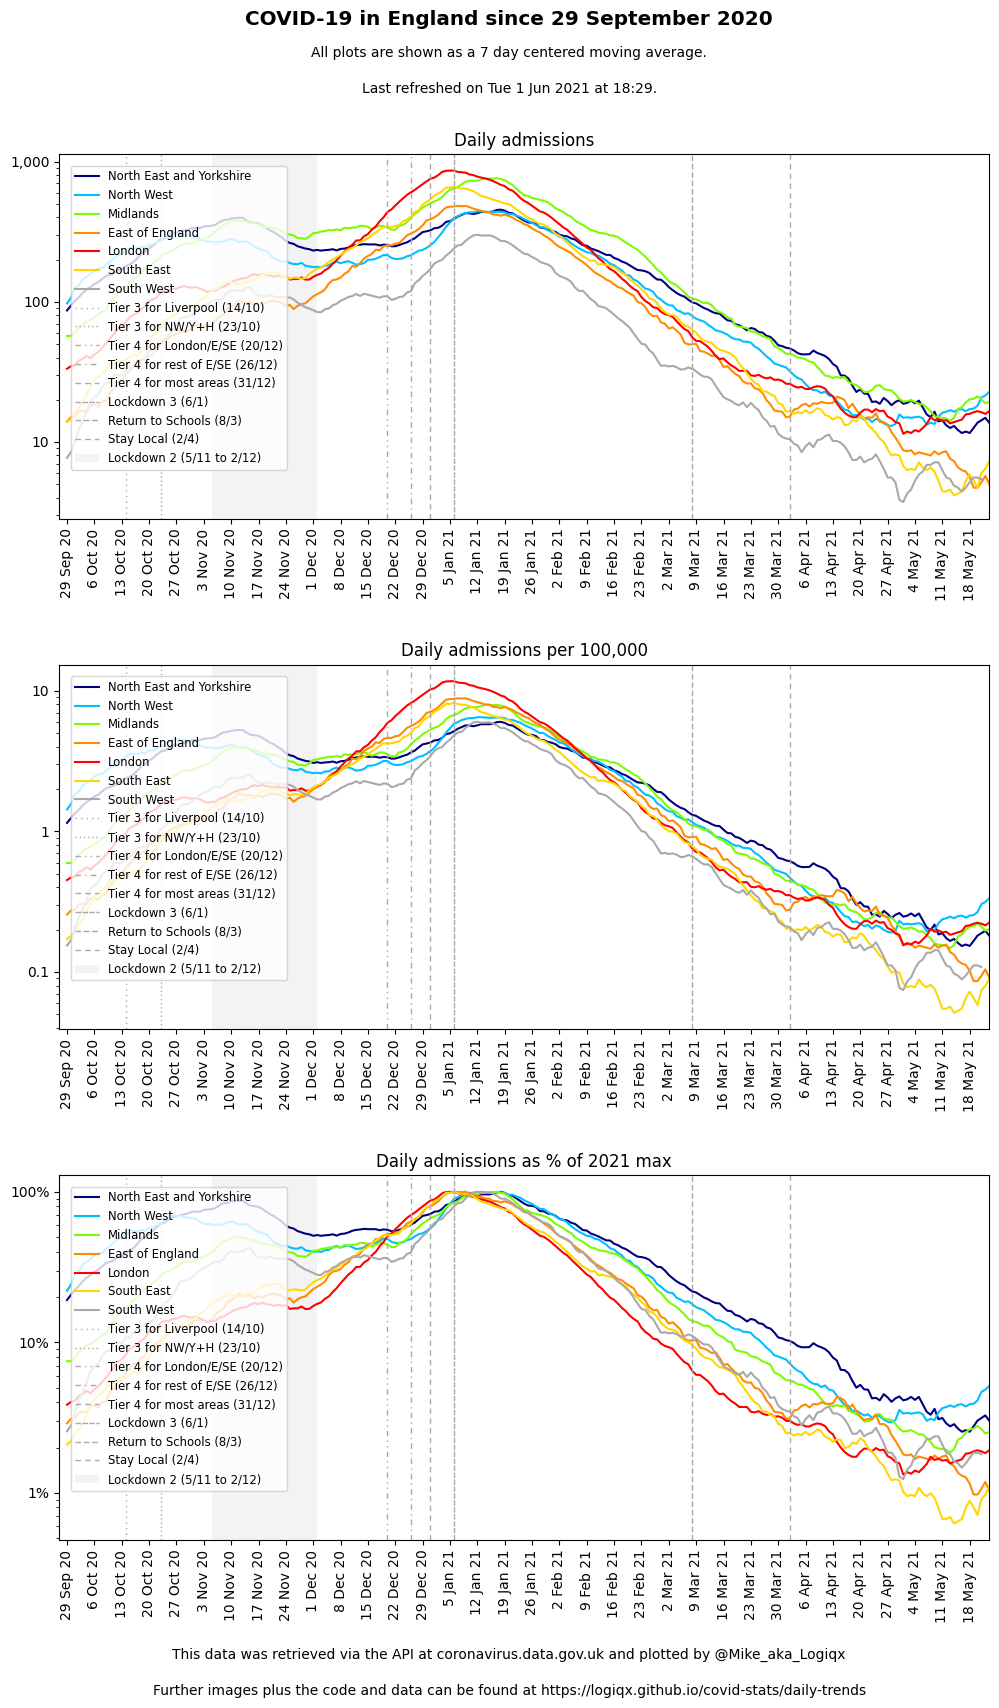 COVID-19 in England since 29 September 2020
All plots are shown as a 7 day centered moving average.
Last refreshed on Tue 1 Jun 2021 at 18:29.
Daily admissions
1,000
100
10
North East and Yorkshire
North West
Midlands
East of England
London
South East
South West
Tier 3 for Liverpool (14/10)
Tier 3 for NW/Y+H (23/10)
Tier 4 for London/E/SE (20/12)
Tier 4 for rest of E/SE (26/12)
Tier 4 for most areas (31/12)
Lockdown 3 (6/1)
Return to Schools (8/3)
Stay Local (2/4)
Lockdown 2 (5/11 to 2/12)
29 Sep 20
6 Oct 20
13 Oct 20
20 Oct 20
27 Oct 20
3 Nov 20
10 Nov 20
17 Nov 20
24 Nov 20
1 Dec 20
8 Dec 20
15 Dec 20
22 Dec 20
29 Dec 20
5 Jan 21
12 Jan 21
19 Jan 21
26 Jan 21
2 Feb 21
9 Feb 21
16 Feb 21
23 Feb 21
2 Mar 21
9 Mar 21
16 Mar 21
23 Mar 21
30 Mar 21
6 Apr 21
13 Apr 21
20 Apr 21
27 Apr 21
4 May 21
11 May 21
18 May 21
Daily admissions per 100,000
10
1
0.1
North East and Yorkshire
North West
Midlands
East of England
London
South East
South West
Tier 3 for Liverpool (14/10)
Tier 3 for NW/Y+H (23/10)
Tier 4 for London/E/SE (20/12)
Tier 4 for rest of E/SE (26/12)
Tier 4 for most areas (31/12)
Lockdown 3 (6/1)
Return to Schools (8/3)
Stay Local (2/4)
Lockdown 2 (5/11 to 2/12)
29 Sep 20
6 Oct 20
13 Oct 20
20 Oct 20
27 Oct 20
3 Nov 20
10 Nov 20
17 Nov 20
24 Nov 20
1 Dec 20
8 Dec 20
15 Dec 20
22 Dec 20
29 Dec 20
5 Jan 21
12 Jan 21
19 Jan 21
26 Jan 21
2 Feb 21
9 Feb 21
16 Feb 21
23 Feb 21
2 Mar 21
9 Mar 21
16 Mar 21
23 Mar 21
30 Mar 21
6 Apr 21
13 Apr 21
20 Apr 21
27 Apr 21
4 May 21
11 May 21
18 May 21
Daily admissions as % of 2021 max
100%
10%
1%
North East and Yorkshire
North West
Midlands
East of England
London
South East
South West
Tier 3 for Liverpool (14/10)
Tier 3 for NW/Y+H (23/10)
Tier 4 for London/E/SE (20/12)
Tier 4 for rest of E/SE (26/12)
Tier 4 for most areas (31/12)
Lockdown 3 (6/1)
Return to Schools (8/3)
Stay Local (2/4)
Lockdown 2 (5/11 to 2/12)
29 Sep 20
6 Oct 20
13 Oct 20
20 Oct 20
27 Oct 20
3 Nov 20
10 Nov 20
17 Nov 20
24 Nov 20
1 Dec 20
8 Dec 20
15 Dec 20
22 Dec 20
29 Dec 20
5 Jan 21
12 Jan 21
19 Jan 21
26 Jan 21
2 Feb 21
9 Feb 21
16 Feb 21
23 Feb 21
2 Mar 21
9 Mar 21
16 Mar 21
23 Mar 21
30 Mar 21
6 Apr 21
13 Apr 21
20 Apr 21
27 Apr 21
4 May 21
11 May 21
18 May 21
This data was retrieved via the API at coronavirus.data.gov.uk and plotted by @Mike_aka_Logiqx
Further images plus the code and data can be found at https://logiqx.github.io/covid-stats/daily-trends